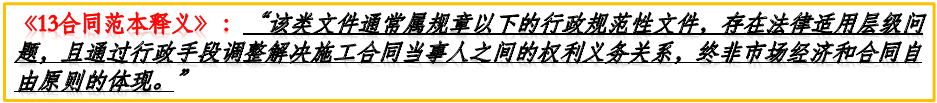 《13合同范本释义》：“该类文件通常属规章以下的行政规范性文件，存在法律适用层级问
题，且通过行政手段调整解决施工合同当事人之间的权利义务关系，终非市场经济和合同自
由原则的体现。”